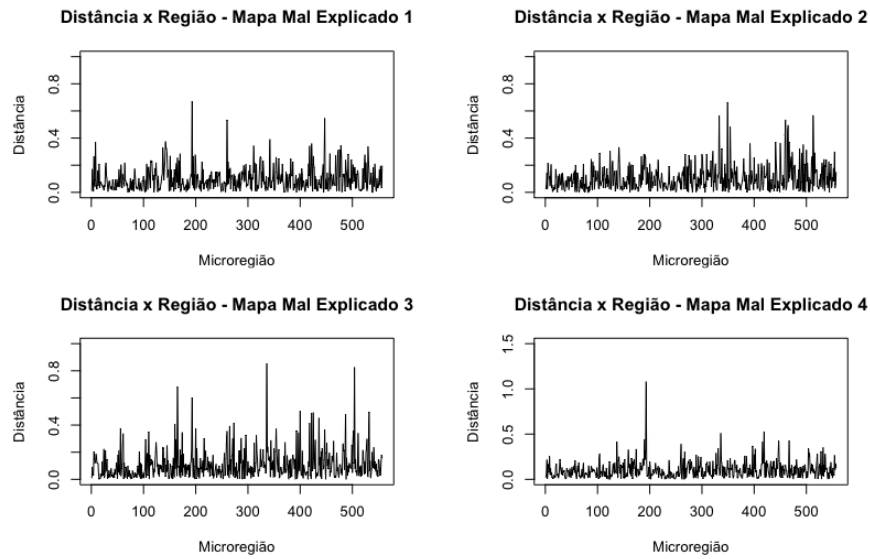 Distância x Região - Mapa Mal Explicado 1
Distância
0.0 0.4 0.8
0 100 200 300 400 500
Microregião
Distância x Região - Mapa Mal Explicado 2
Distância
0.0 0.4 0.8
0 100 200 300 400 500
Microregião
Distância x Região - Mapa Mal Explicado 3
Distância
0.0 0.4 0.8
0 100 200 300 400 500
Microregião
Distância x Região - Mapa Mal Explicado 4
Distância
0.0 0.5 1.0 1.5
0 100 200 300 400 500
Microregião